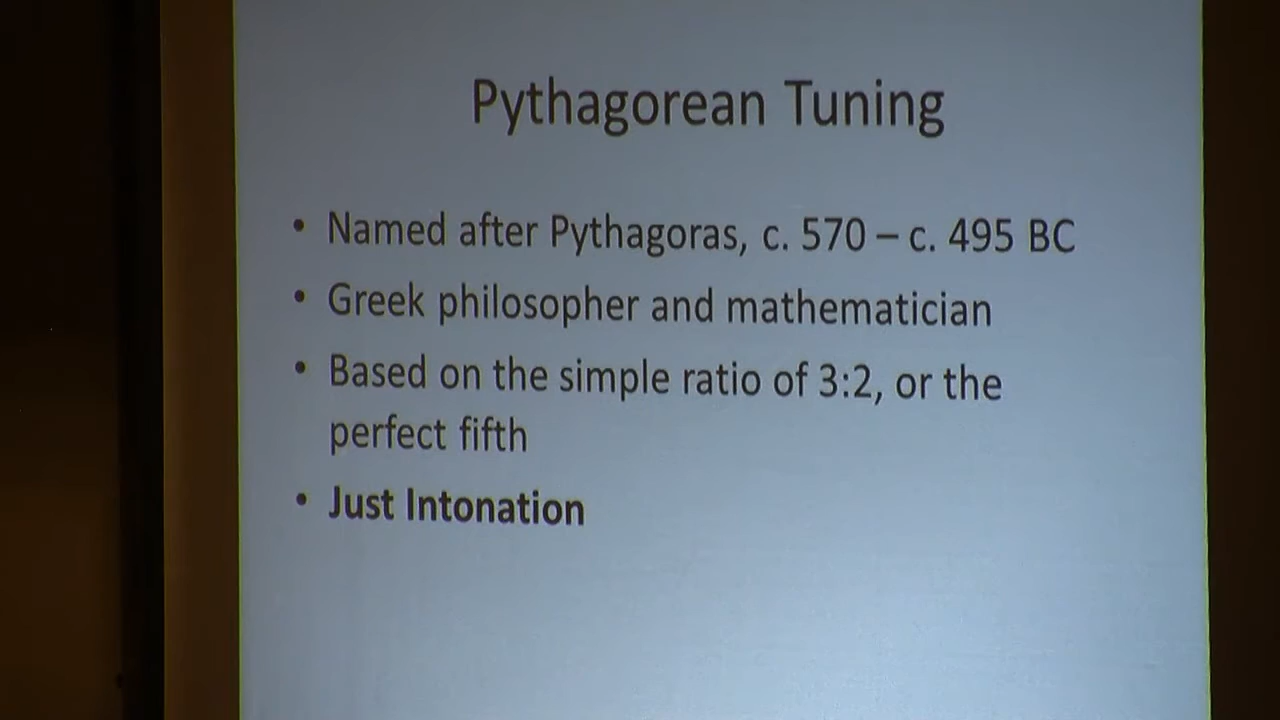 Pythagorean Tuning
• Named after Pythagoras, c. 570 – c. 495 BC
• Greek philosopher and mathematician
• Based on the simple ratio of 3:2, or the
perfect fifth
• Just Intonation